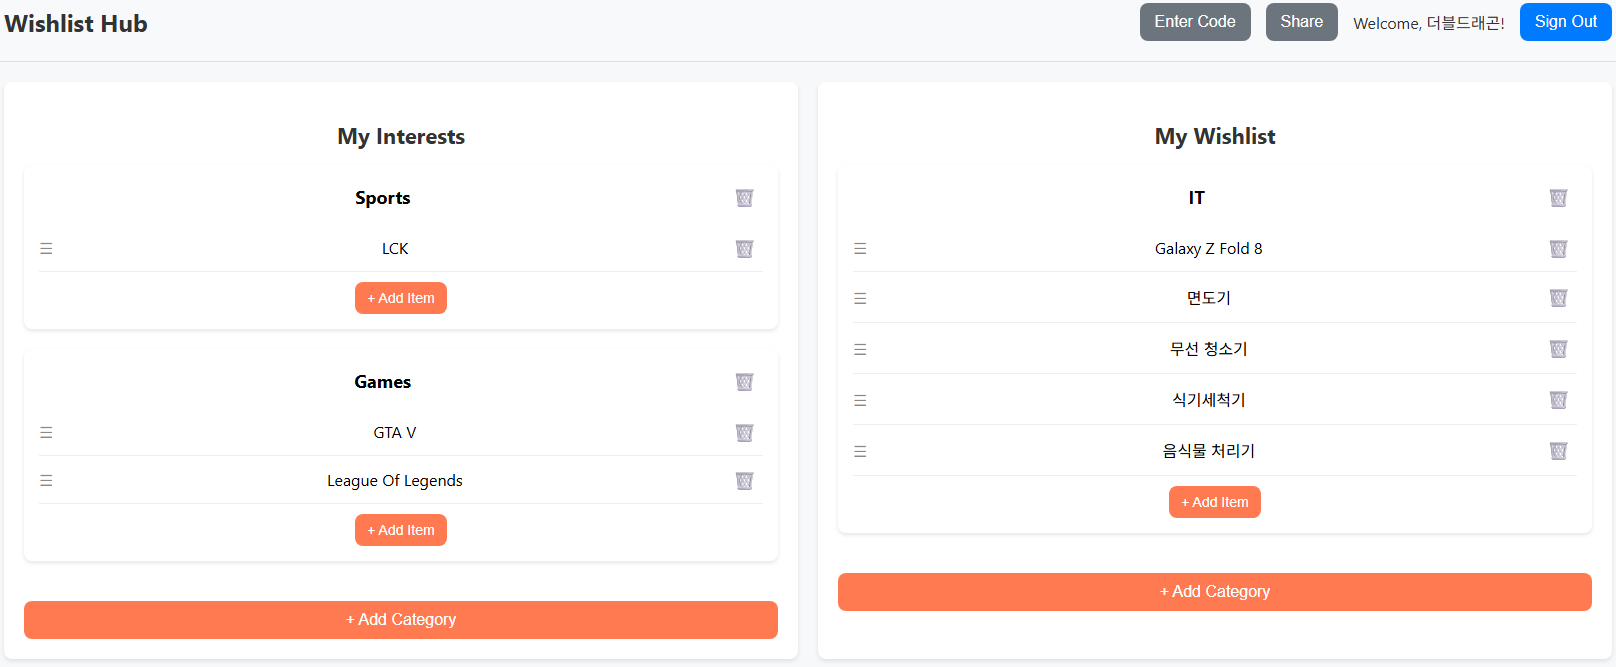 Wishlist Hub
Enter Code
Share
Welcome, 더블드래곤!
Sign Out
My Interests
Sports
LCK
+ Add Item
Games
GTA V
League Of Legends
+ Add Item
+ Add Category
My Wishlist
IT
Galaxy Z Fold 8
면도기
무선 청소기
식기세척기
음식물 처리기
+ Add Item
+ Add Category